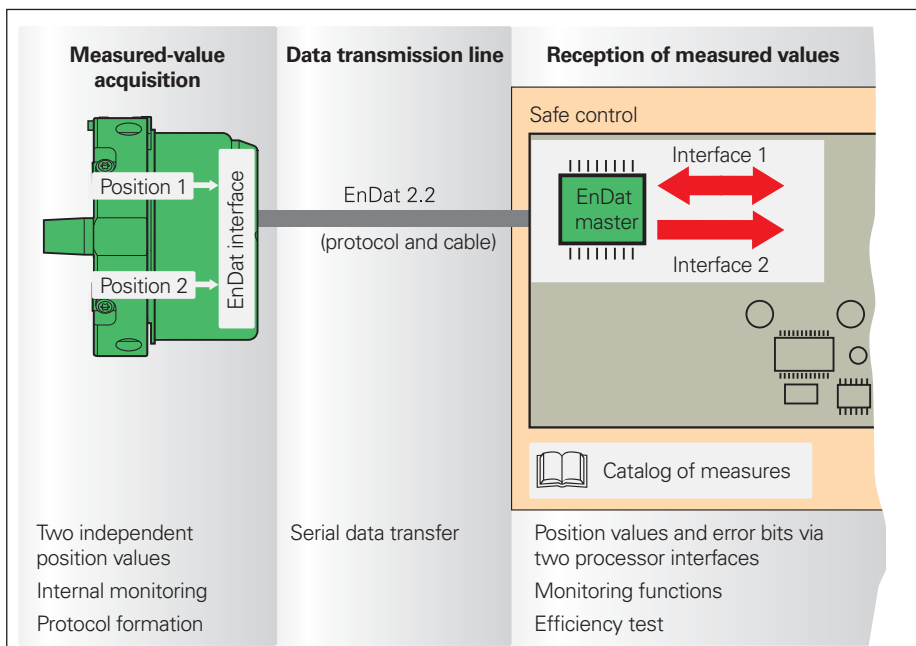 Measured-value
acquisition
Data transmission line
Reception of measured values
Position 1
Position 2
EnDat interface
EnDat 2.2
(protocol and cable)
Safe control
EnDat
master
Interface 1
Interface 2
Catalog of measures
Two independent
position values
Internal monitoring
Protocol formation
Serial data transfer
Position values and error bits via
two processor interfaces
Monitoring functions
Efficiency test